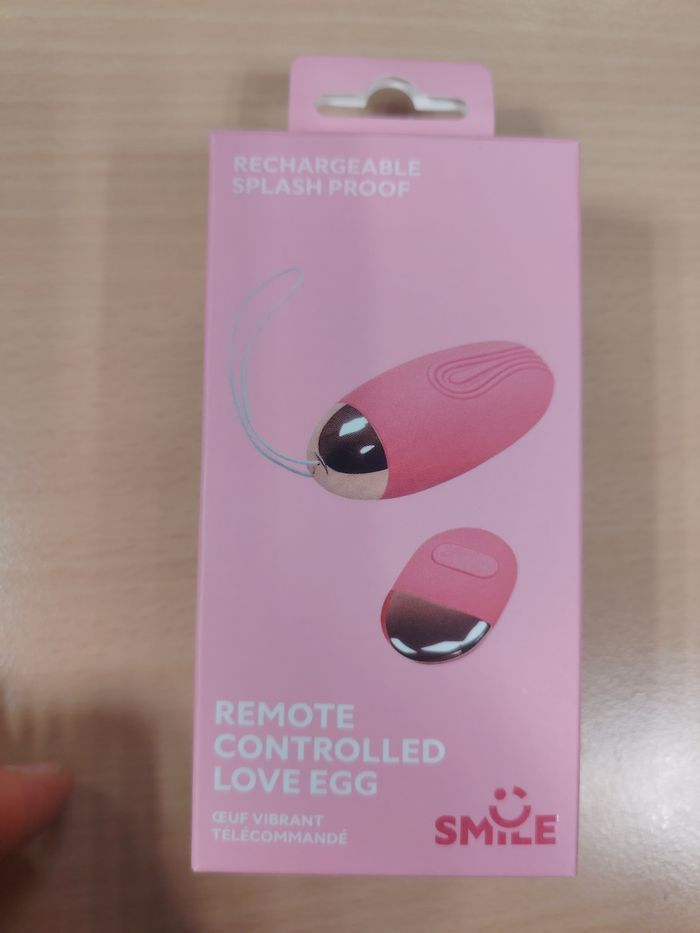 RECHARGEABLE
SPLASH PROOF
REMOTE
CONTROLLED
LOVE EGG
ŒUF VIBRANT
TÉLÉCOMMANDÉ
SMILE